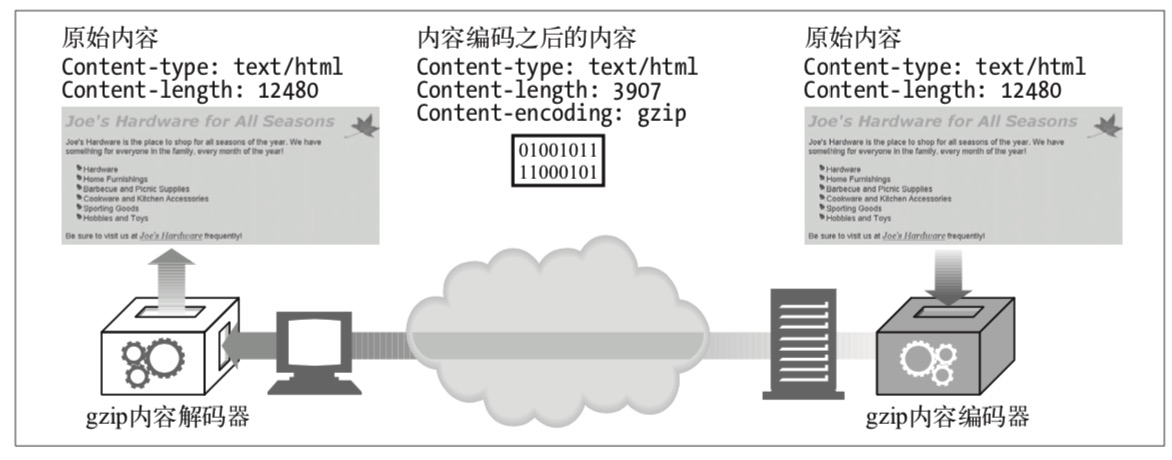 原始内容
Content-type: text/html
Content-length: 12480
Joe's Hardware for All Seasons
Joe's Hardware is the place to shop for all seasons of the year. We have
something for everyone in the family, every month of the year!
Hardware
Home Furnishings
Barbecue and Picnic Supplies
Cookware and Kitchen Accessories
Sporting Goods
Hobbies and Toys
Be sure to visit us at Joe's Hardware frequently!
内容编码之后的内容
Content-type: text/html
Content-length: 3907
Content-encoding: gzip
01001011
11000101
原始内容
Content-type: text/html
Content-length: 12480
Joe's Hardware for All Seasons
Joe's Hardware is the place to shop for all seasons of the year. We have
something for everyone in the family, every month of the year!
Hardware
Home Furnishings
Barbecue and Picnic Supplies
Cookware and Kitchen Accessories
Sporting Goods
Hobbies and Toys
Be sure to visit us at Joe's Hardware frequently!
gzip内容解码器
gzip内容编码器